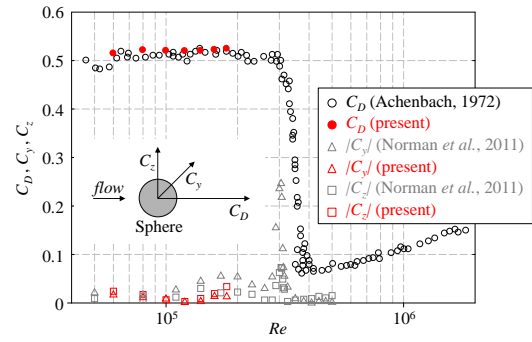 0.6
0.5
0.4
0.3
0.2
0.1
0
C_D, C_y, C_z
C_D (Achenbach, 1972)
C_D (present)
/C_y/ (Norman et al., 2011)
/C_y/ (present)
/C_z/ (Norman et al., 2011)
/C_z/ (present)
C_z
C_y
flow
C_D
Sphere
10^5
10^6
Re